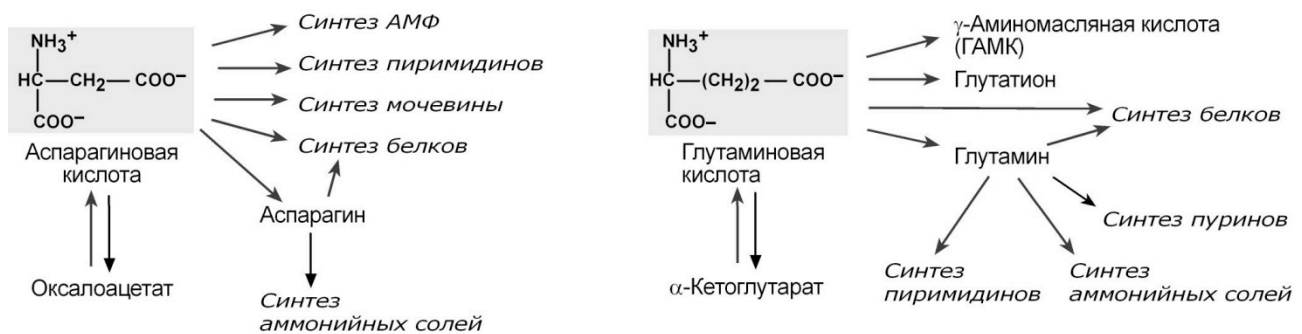 NH₃⁺
HC — CH₂ — COO⁻
COO⁻
Аспарагиновая
кислота
Оксалоацетат
Синтез АМФ
Синтез пиримидинов
Синтез мочевины
Синтез белков
Аспарагин
Синтез
аммонийных солей
NH₃⁺
HC — (CH₂)₂ — COO⁻
COO–
Глутаминовая
кислота
α-Кетоглутарат
γ-Аминомасляная кислота
(ГАМК)
Глутатион
Синтез белков
Глутамин
Синтез пуринов
Синтез
пиримидинов
Синтез
аммонийных солей